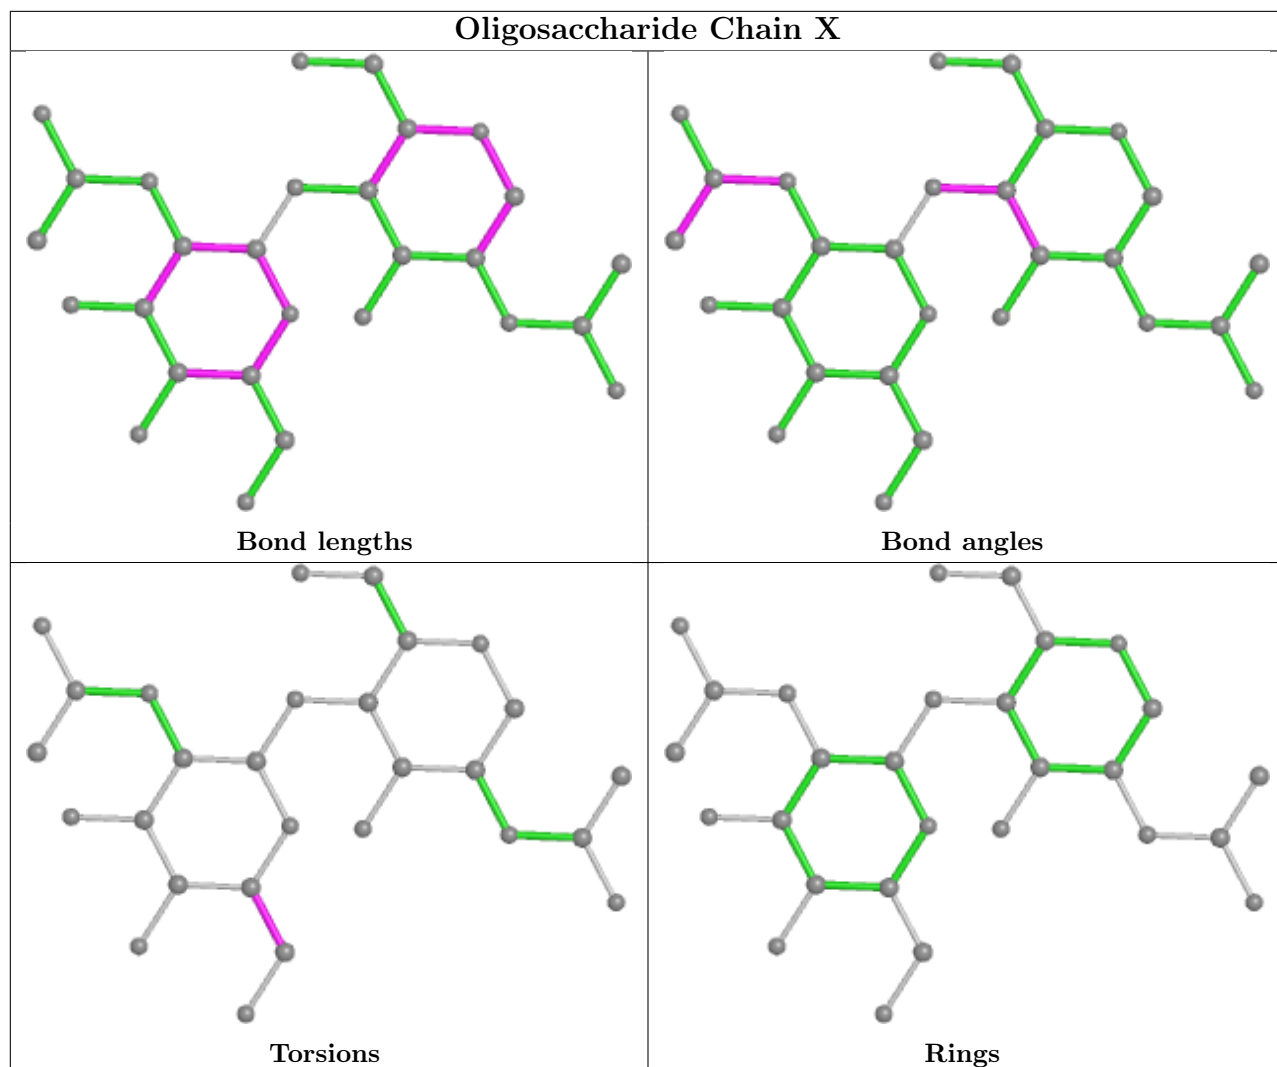 Oligosaccharide Chain X
Bond lengths
Bond angles
Torsions
Rings